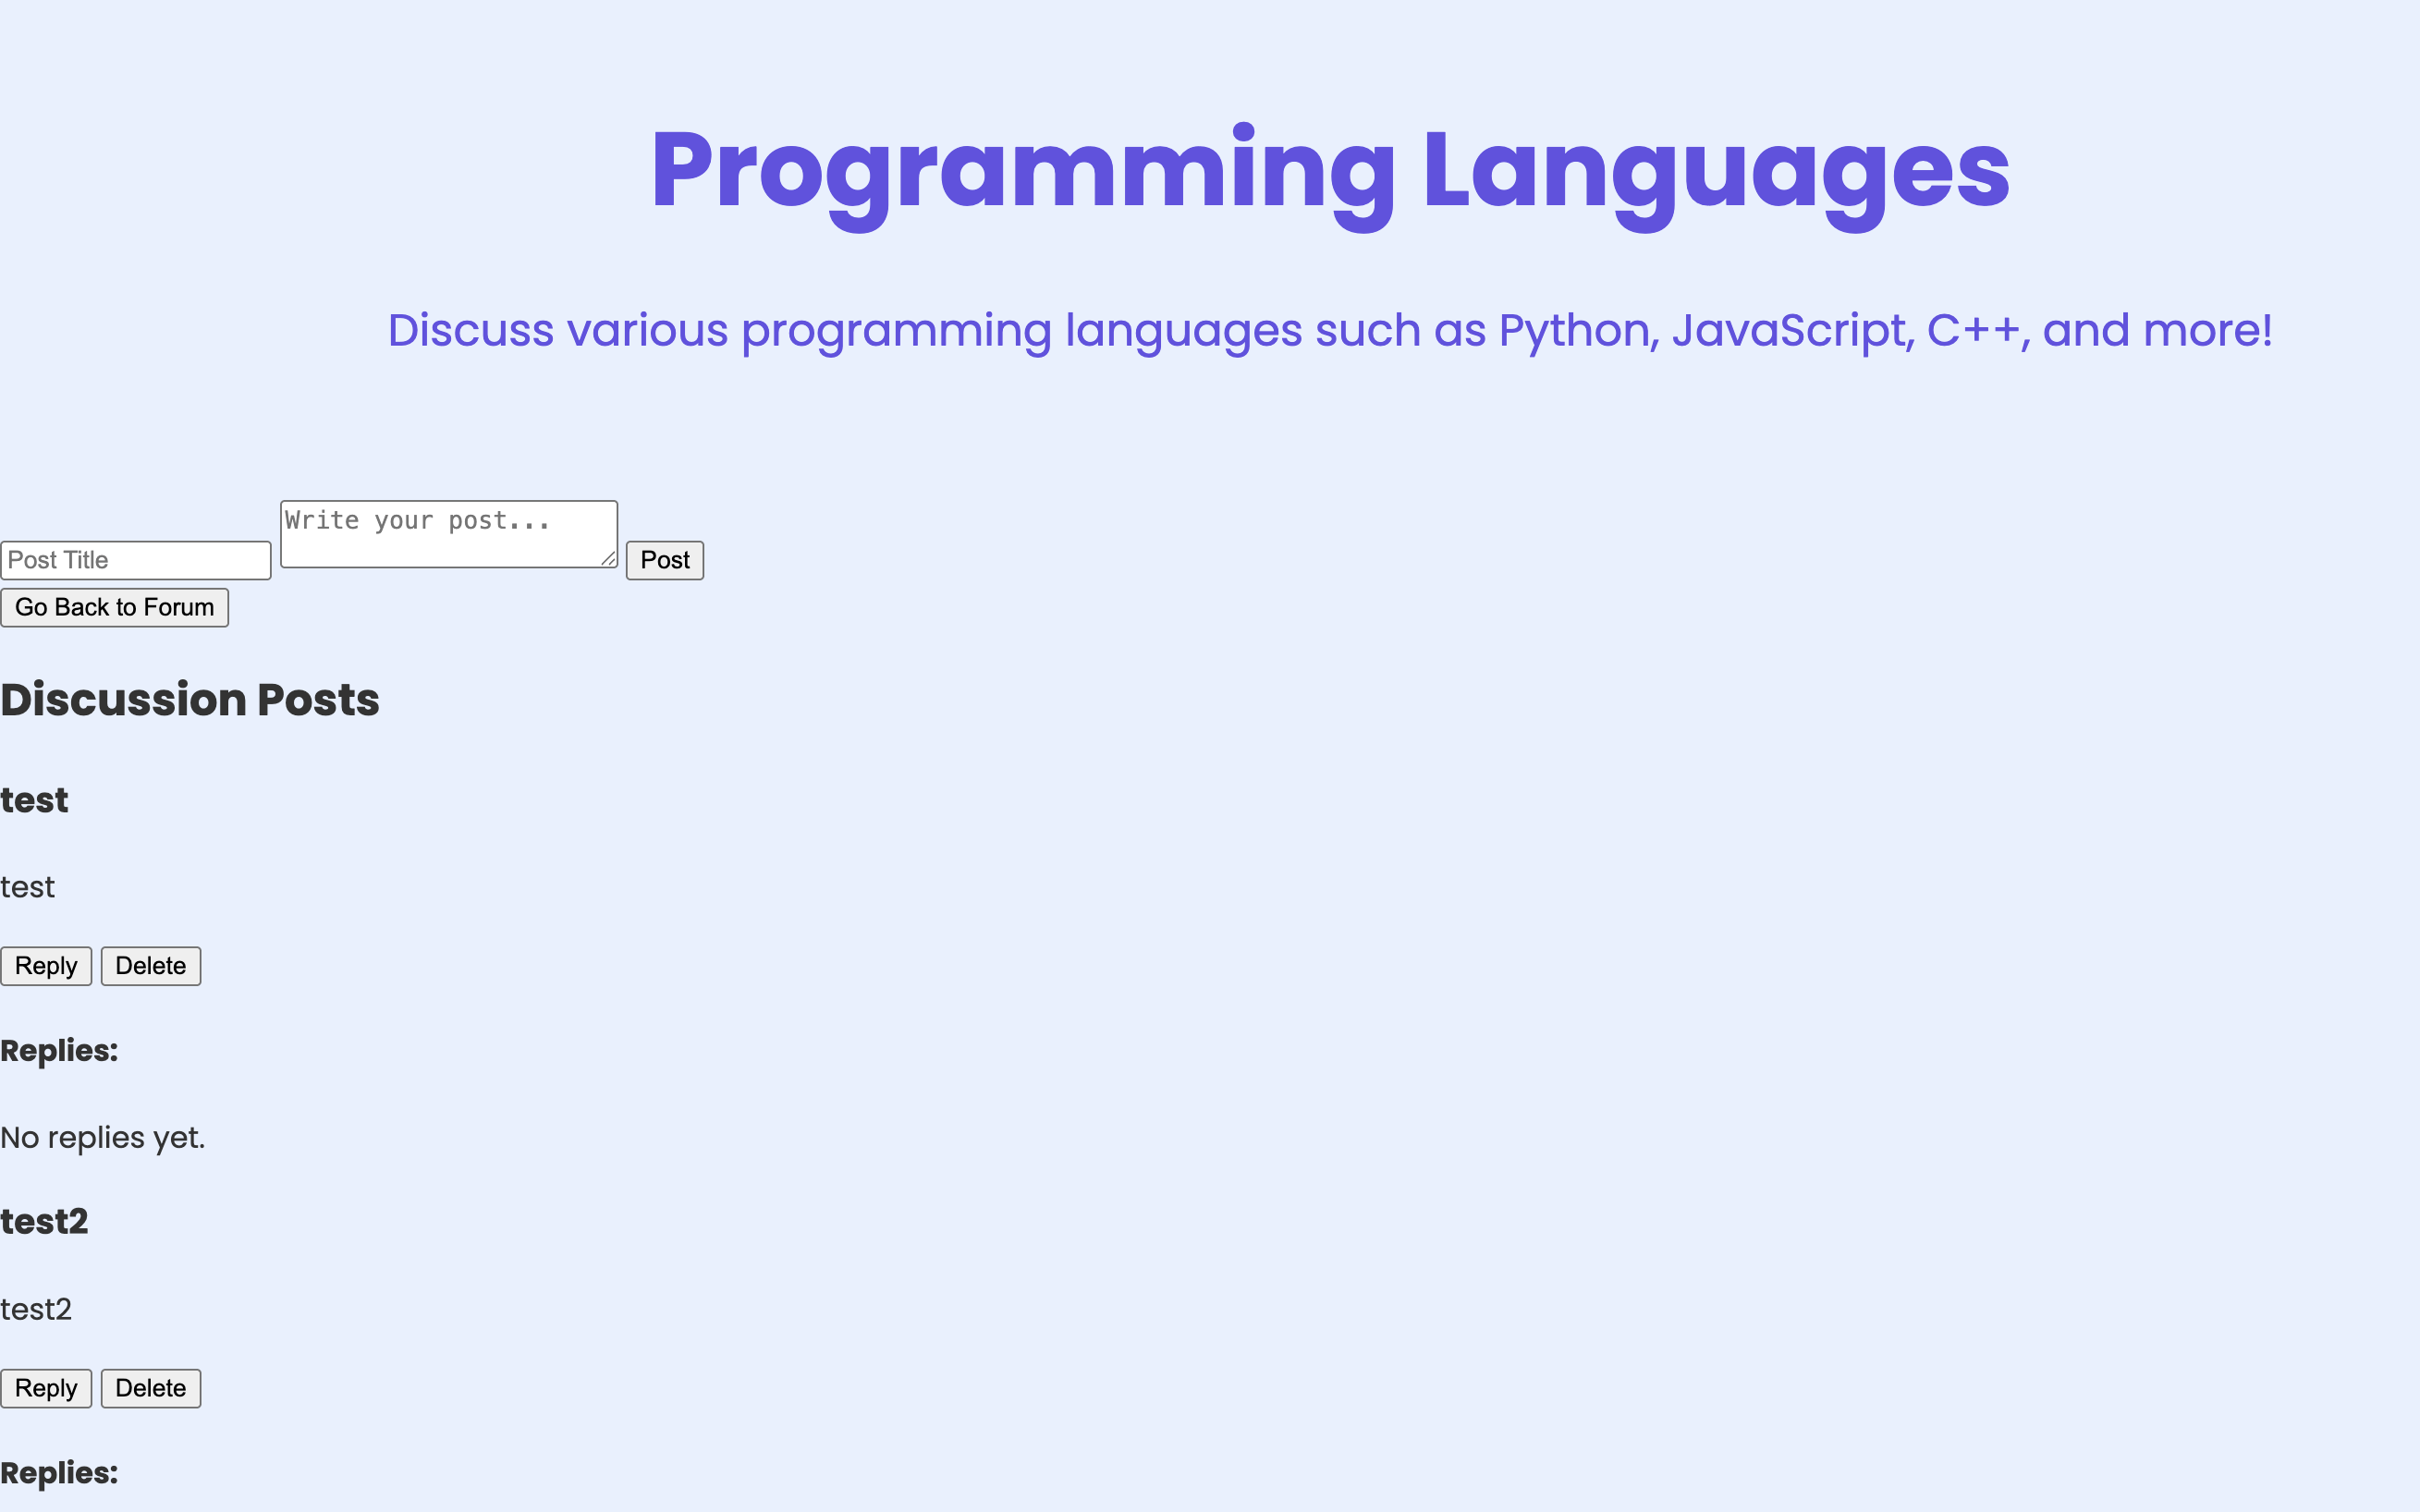 Programming Languages
Discuss various programming languages such as Python, JavaScript, C++, and more!
Post Title Write your post... Post
Go Back to Forum
Discussion Posts
test
test
Reply Delete
Replies:
No replies yet.
test2
test2
Reply Delete
Replies: